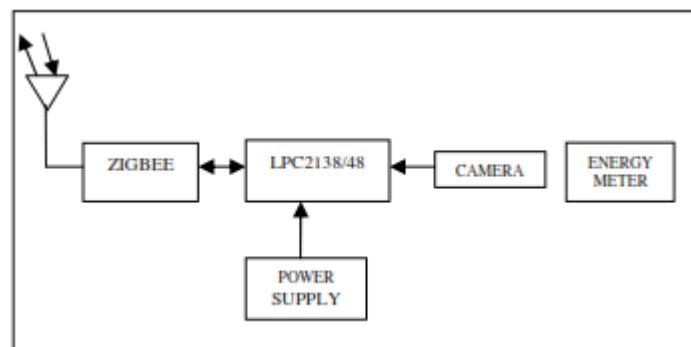 ZIGBEE
LPC2138/48
CAMERA
ENERGY
METER
POWER
SUPPLY